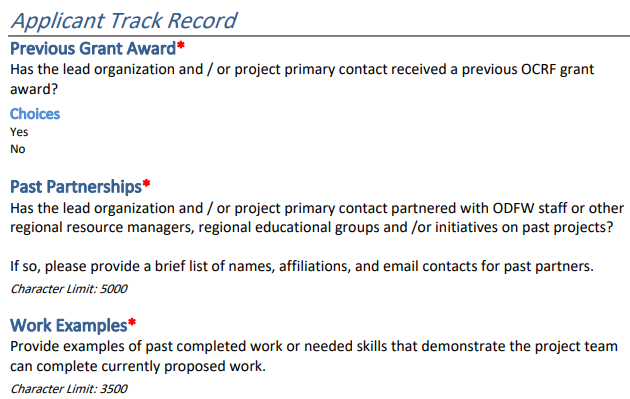 Applicant Track Record
Previous Grant Award*
Has the lead organization and / or project primary contact received a previous OCRF grant
award?
Choices
Yes
No
Past Partnerships*
Has the lead organization and / or project primary contact partnered with ODFW staff or other
regional resource managers, regional educational groups and /or initiatives on past projects?
If so, please provide a brief list of names, affiliations, and email contacts for past partners.
Character Limit: 5000
Work Examples*
Provide examples of past completed work or needed skills that demonstrate the project team
can complete currently proposed work.
Character Limit: 3500